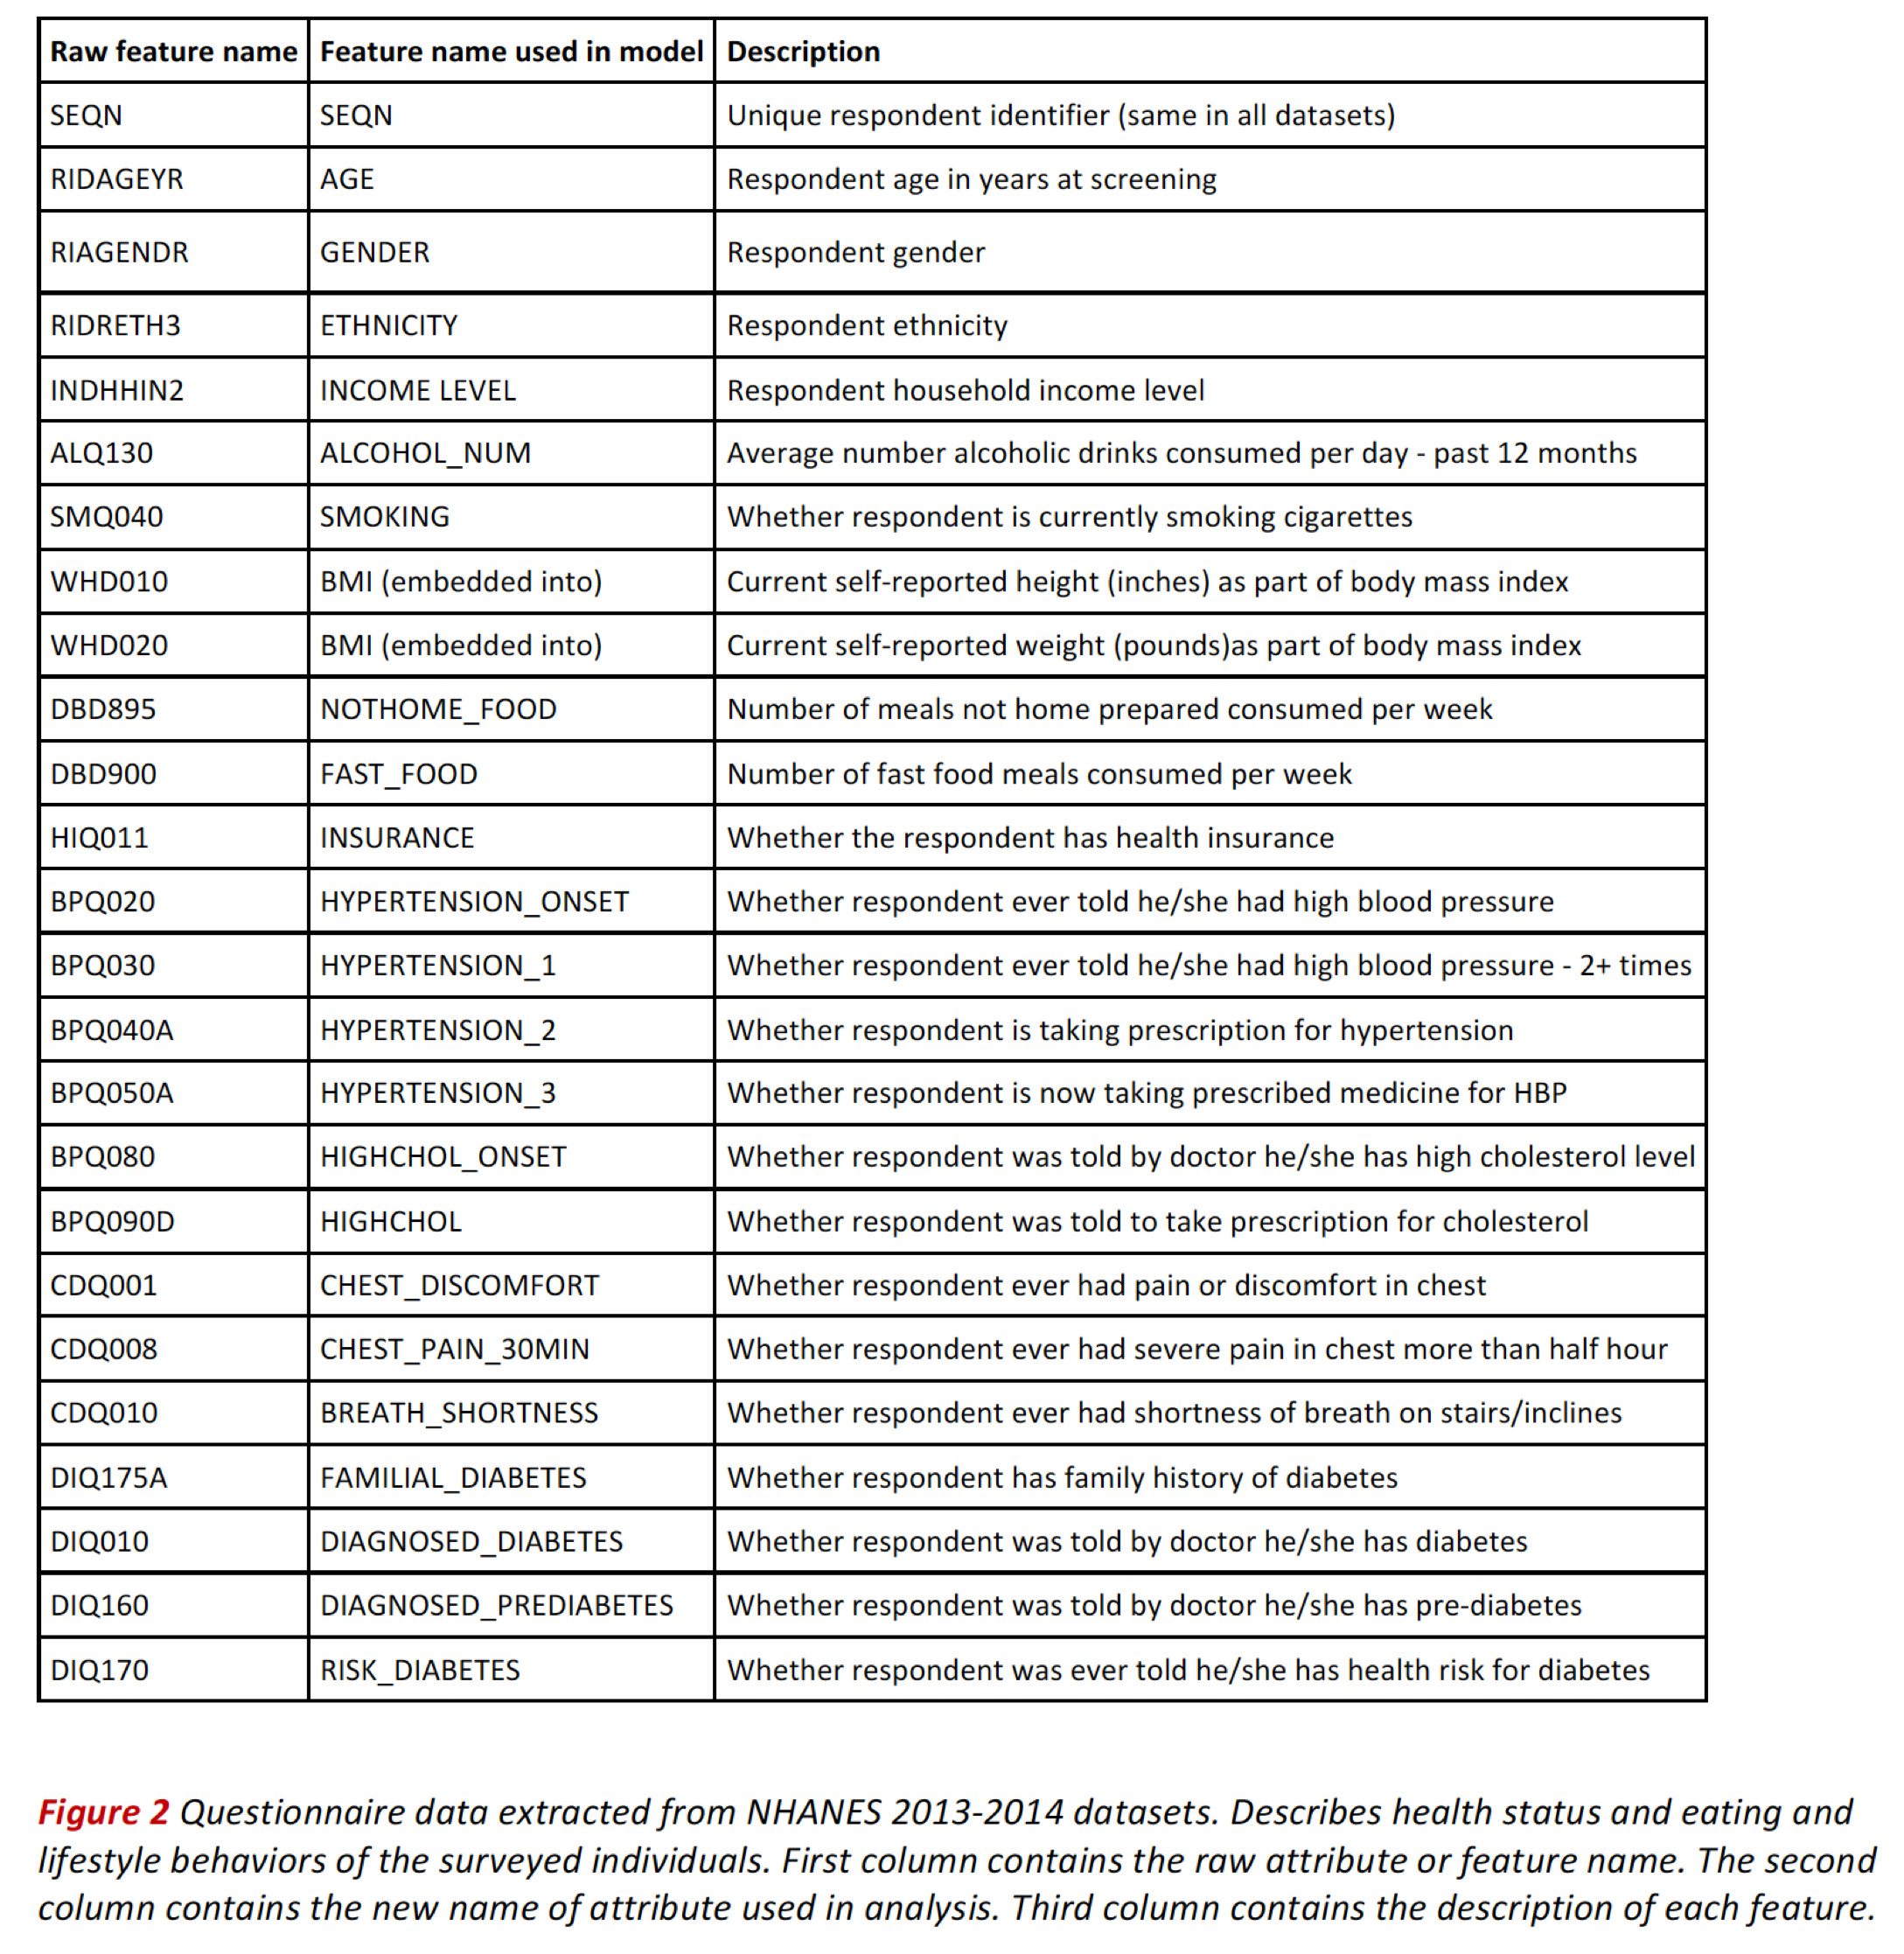 Raw feature name Feature name used in model Description
SEQN SEQN Unique respondent identifier (same in all datasets)
RIDAGEYR AGE Respondent age in years at screening
RIAGENDR GENDER Respondent gender
RIDRETH3 ETHNICITY Respondent ethnicity
INDHHIN2 INCOME LEVEL Respondent household income level
ALQ130 ALCOHOL_NUM Average number alcoholic drinks consumed per day - past 12 months
SMQ040 SMOKING Whether respondent is currently smoking cigarettes
WHD010 BMI (embedded into) Current self-reported height (inches) as part of body mass index
WHD020 BMI (embedded into) Current self-reported weight (pounds)as part of body mass index
DBD895 NOTHOME_FOOD Number of meals not home prepared consumed per week
DBD900 FAST_FOOD Number of fast food meals consumed per week
HIQ011 INSURANCE Whether the respondent has health insurance
BPQ020 HYPERTENSION_ONSET Whether respondent ever told he/she had high blood pressure
BPQ030 HYPERTENSION_1 Whether respondent ever told he/she had high blood pressure - 2+ times
BPQ040A HYPERTENSION_2 Whether respondent is taking prescription for hypertension
BPQ050A HYPERTENSION_3 Whether respondent is now taking prescribed medicine for HBP
BPQ080 HIGHCHOL_ONSET Whether respondent was told by doctor he/she has high cholesterol level
BPQ090D HIGHCHOL Whether respondent was told to take prescription for cholesterol
CDQ001 CHEST_DISCOMFORT Whether respondent ever had pain or discomfort in chest
CDQ008 CHEST_PAIN_30MIN Whether respondent ever had severe pain in chest more than half hour
CDQ010 BREATH_SHORTNESS Whether respondent ever had shortness of breath on stairs/inclines
DIQ175A FAMILIAL_DIABETES Whether respondent has family history of diabetes
DIQ010 DIAGNOSED_DIABETES Whether respondent was told by doctor he/she has diabetes
DIQ160 DIAGNOSED_PREDIABETES Whether respondent was told by doctor he/she has pre-diabetes
DIQ170 RISK_DIABETES Whether respondent was ever told he/she has health risk for diabetes
Figure 2 Questionnaire data extracted from NHANES 2013-2014 datasets. Describes health status and eating and
lifestyle behaviors of the surveyed individuals. First column contains the raw attribute or feature name. The second
column contains the new name of attribute used in analysis. Third column contains the description of each feature.